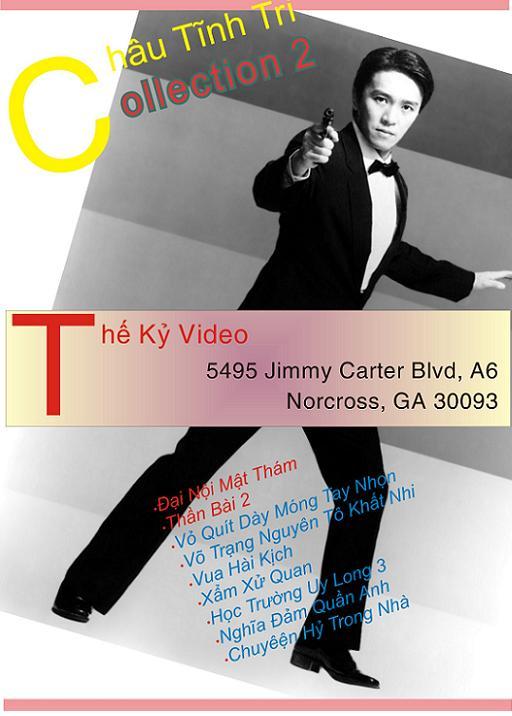 Châu Tĩnh Tri
Collection 2
Thế Kỷ Video
5495 Jimmy Carter Blvd, A6
Norcross, GA 30093
.Đại Nội Mật Thám
.Thần Bài 2
.Vỏ Quít Dày Móng Tay Nhọn
.Võ Trạng Nguyên Tô Khất Nhi
.Vua Hài Kịch
.Xẩm Xử Quan
.Học Trường Uy Long 3
.Nghĩa Đảm Quần Anh
.Chuyêện Hỷ Trong Nhà